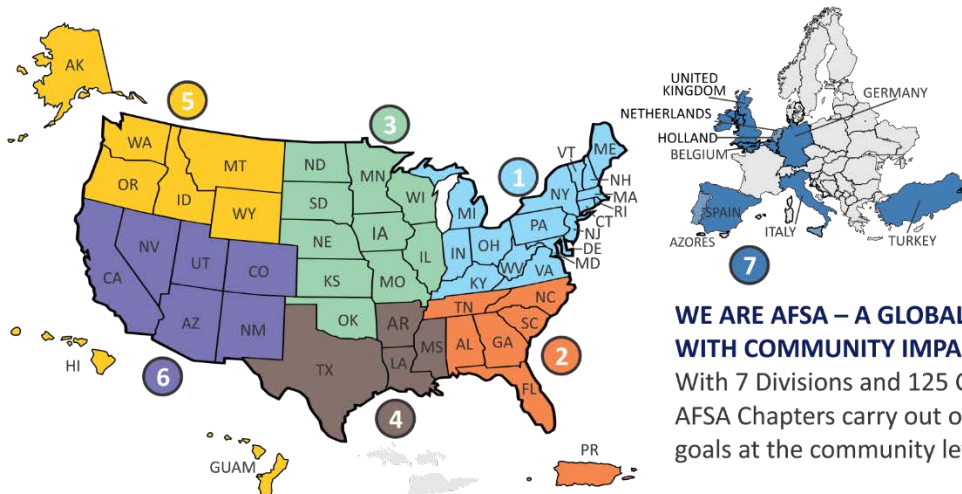 AK
5
3
1
WA
OR
ID
MT
WY
ND
SD
NE
KS
OK
MN
WI
IA
IL
MO
MI
IN
OH
KY
WV
VA
PA
NY
VT
ME
NH
MA
RI
CT
NJ
DE
MD
CA
NV
UT
CO
AZ
NM
6
HI
TX
AR
LA
MS
4
TN
NC
SC
AL
GA
FL
2
GUAM
PR
UNITED
KINGDOM
NETHERLANDS
HOLLAND
BELGIUM
GERMANY
SPAIN
AZORES
ITALY
TURKEY
7
WE ARE AFSA – A GLOBAL
WITH COMMUNITY IMPA
With 7 Divisions and 125 C
AFSA Chapters carry out o
goals at the community le